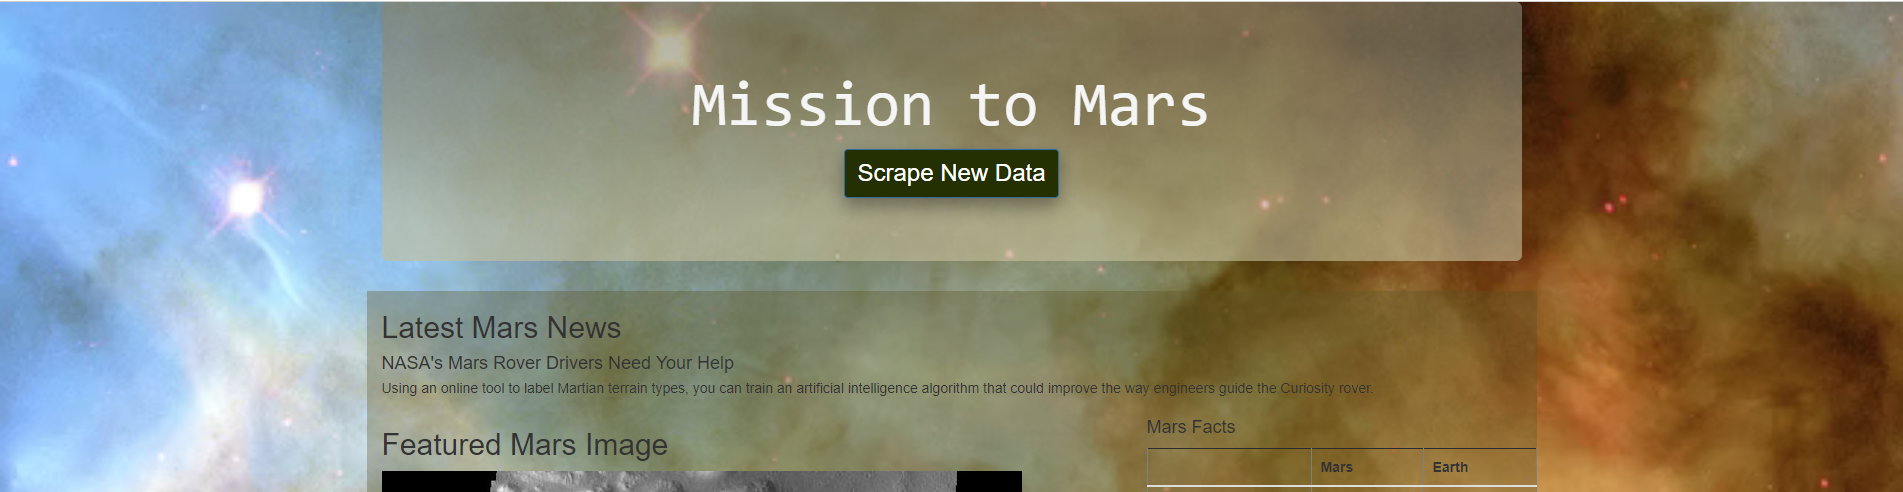 Mission to Mars
Scrape New Data
Latest Mars News
NASA's Mars Rover Drivers Need Your Help
Using an online tool to label Martian terrain types, you can train an artificial intelligence algorithm that could improve the way engineers guide the Curiosity rover.
Featured Mars Image
Mars Facts
Mars Earth